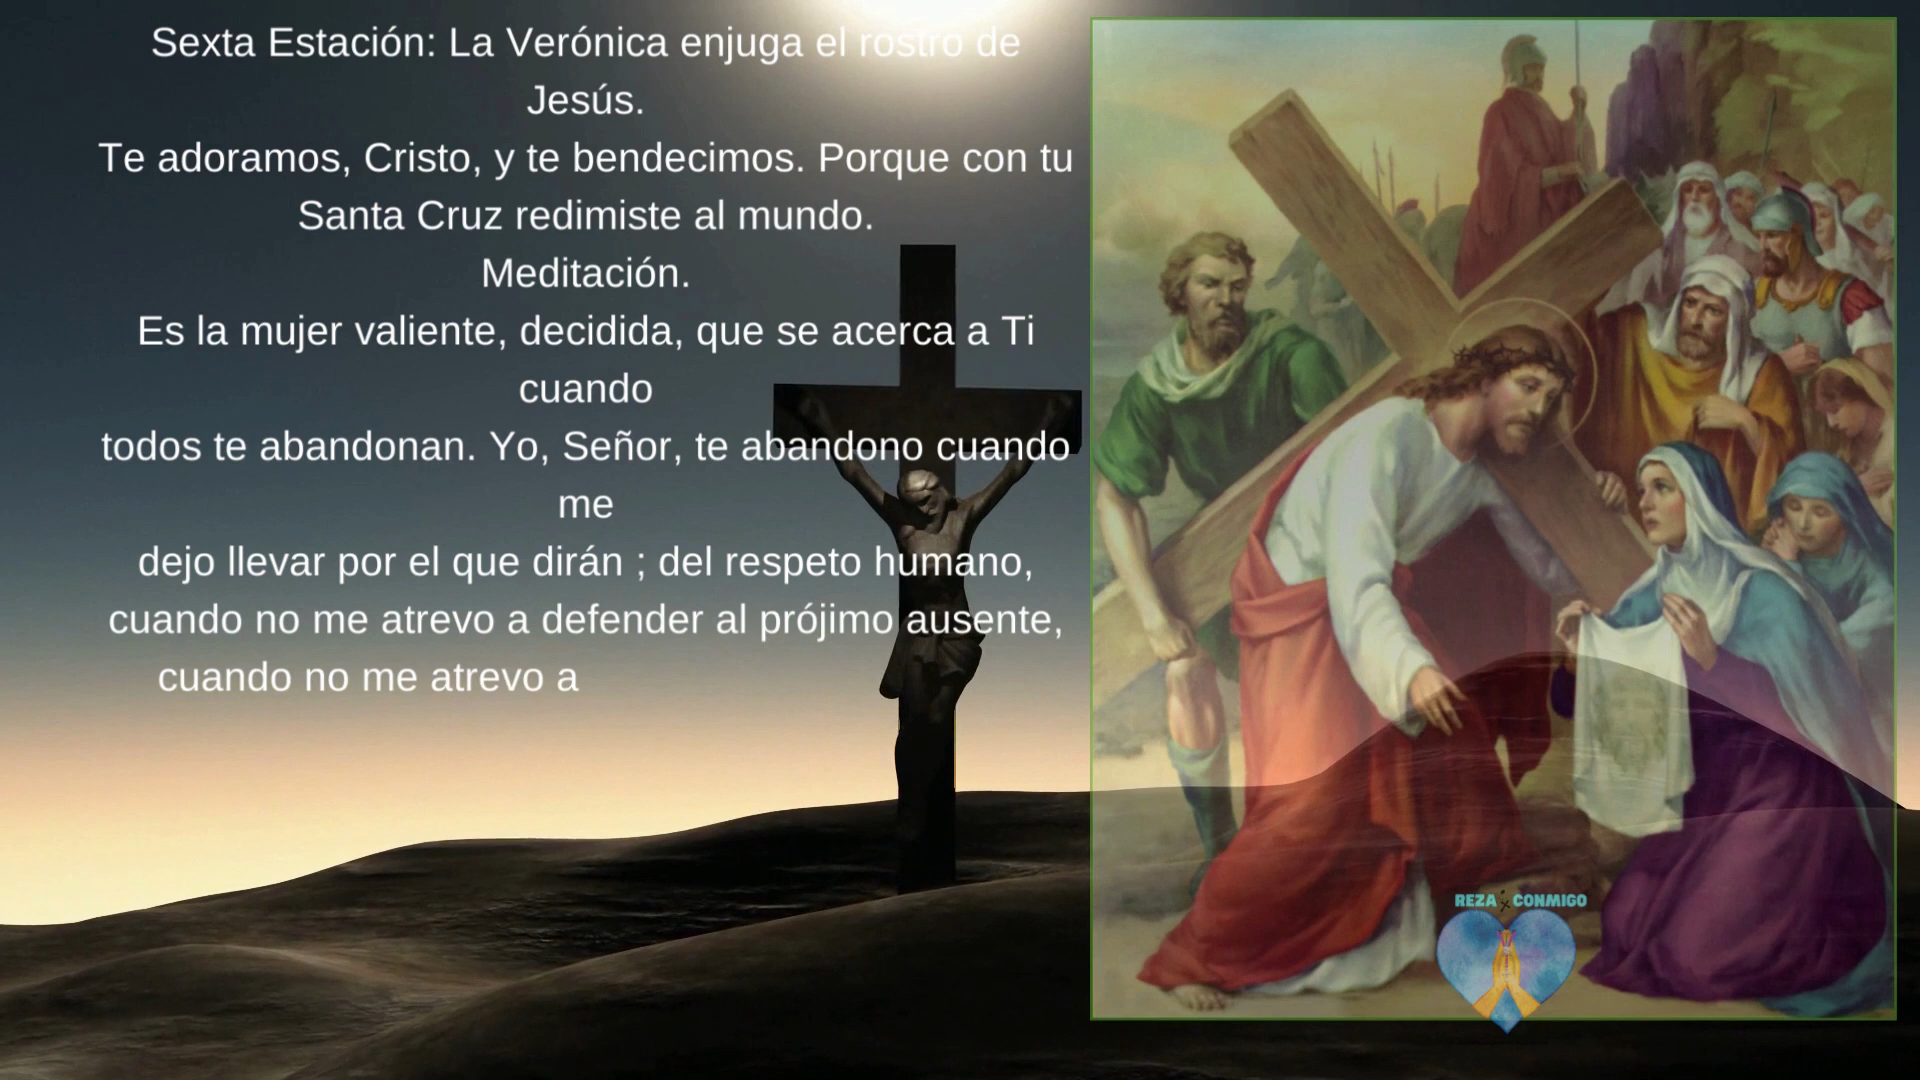 Sexta Estación: La Verónica enjuga el rostro de
Jesús.
Te adoramos, Cristo, y te bendecimos. Porque con tu
Santa Cruz redimiste al mundo.
Meditación.
Es la mujer valiente, decidida, que se acerca a Ti
cuando
todos te abandonan. Yo, Señor, te abandono cuando
me
dejo llevar por el que dirán ; del respeto humano,
cuando no me atrevo a defender al prójimo ausente,
cuando no me atrevo a
REZA CONMIGO